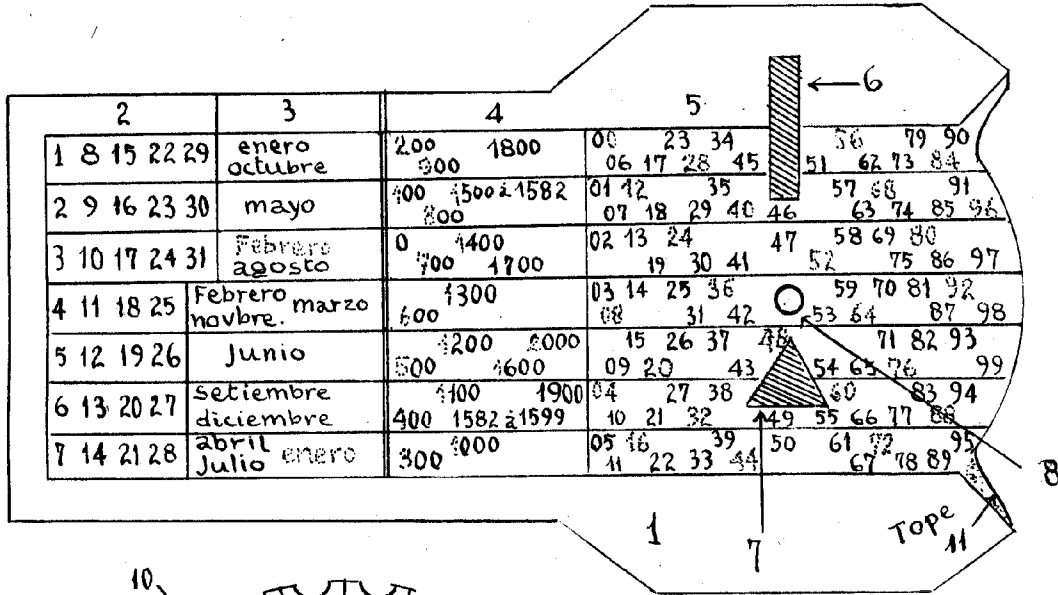 6
2 3 4 5
1 8 15 22 29 enero 200 1800 00 23 34 56 79 90
octubre 900 06 17 28 45 51 62 73 84
2 9 16 23 30 mayo 100 1500 à 1582 01 12 35 57 68 91
800 07 18 29 40 46 63 74 85 96
3 10 17 24 31 Febrero 0 1400 02 13 24 47 58 69 80
agosto 700 1700 19 30 41 52 75 86 97
4 11 18 25 Febrero marzo 1300 03 14 25 36 59 70 81 92
novbre. 600 08 31 42 53 64 87 98
5 12 19 26 Junio 1200 2000 15 26 37 48 71 82 93
500 1600 09 20 43 54 65 76 99
6 13 20 27 setiembre 1100 1900 04 27 38 60 83 94
diciembre 400 1582 à 1599 10 21 32 49 55 66 77 88
7 14 21 28 abril enero 1000 05 16 39 50 61 72 95
Julio 300 11 22 33 44 67 78 89
8
1 7 Tope 11
10